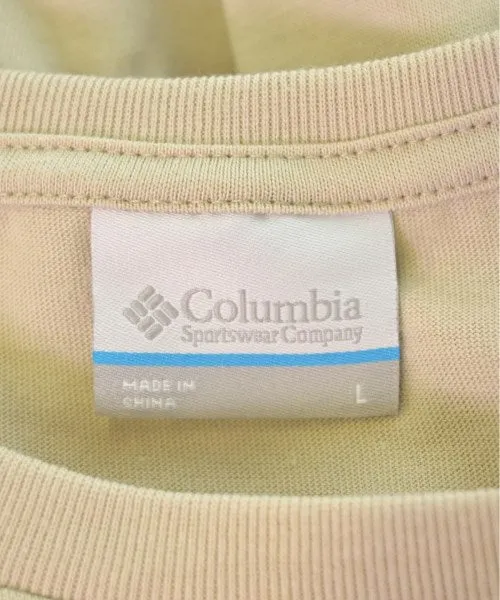 Columbia
Sportswear Company
MADE IN
CHINA
L